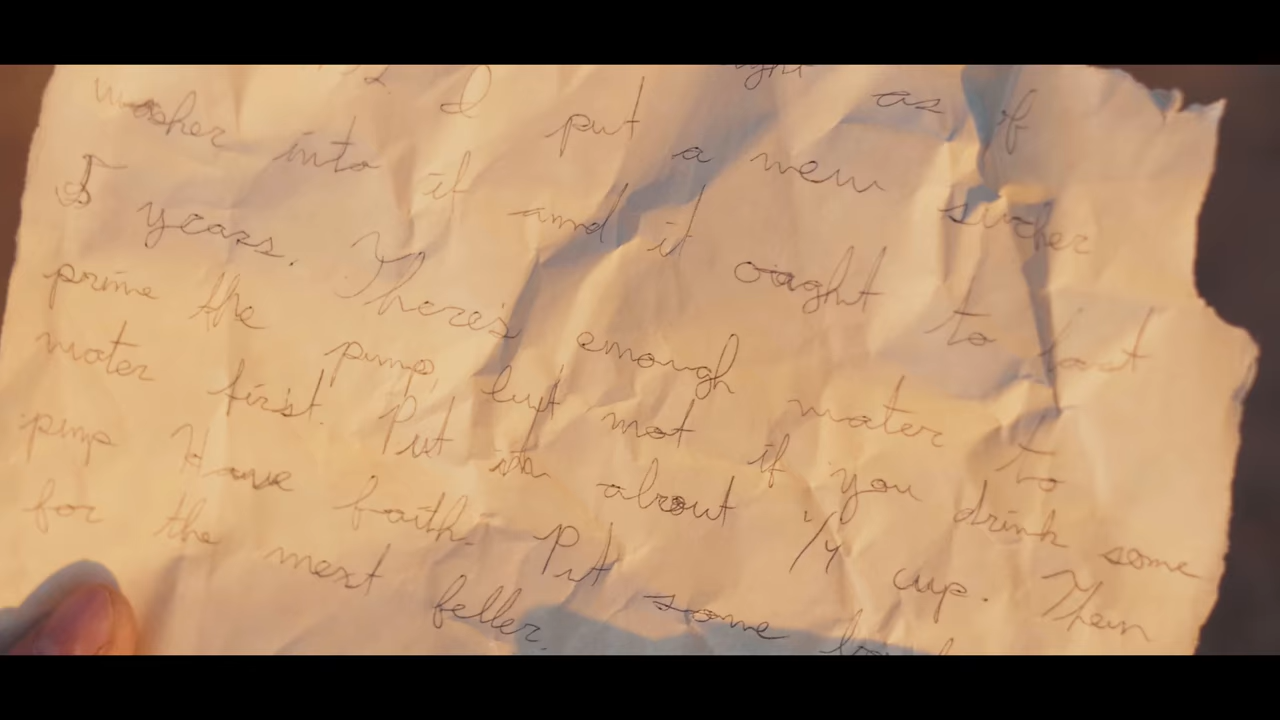 as if
I put a new sucker
washer into it and it ought to last
5 years. There's enough water to
prime the pump, but not if you drink some
water first. Put in about 1/4 cup. Then
pump Have faith. Put some
for the next feller.